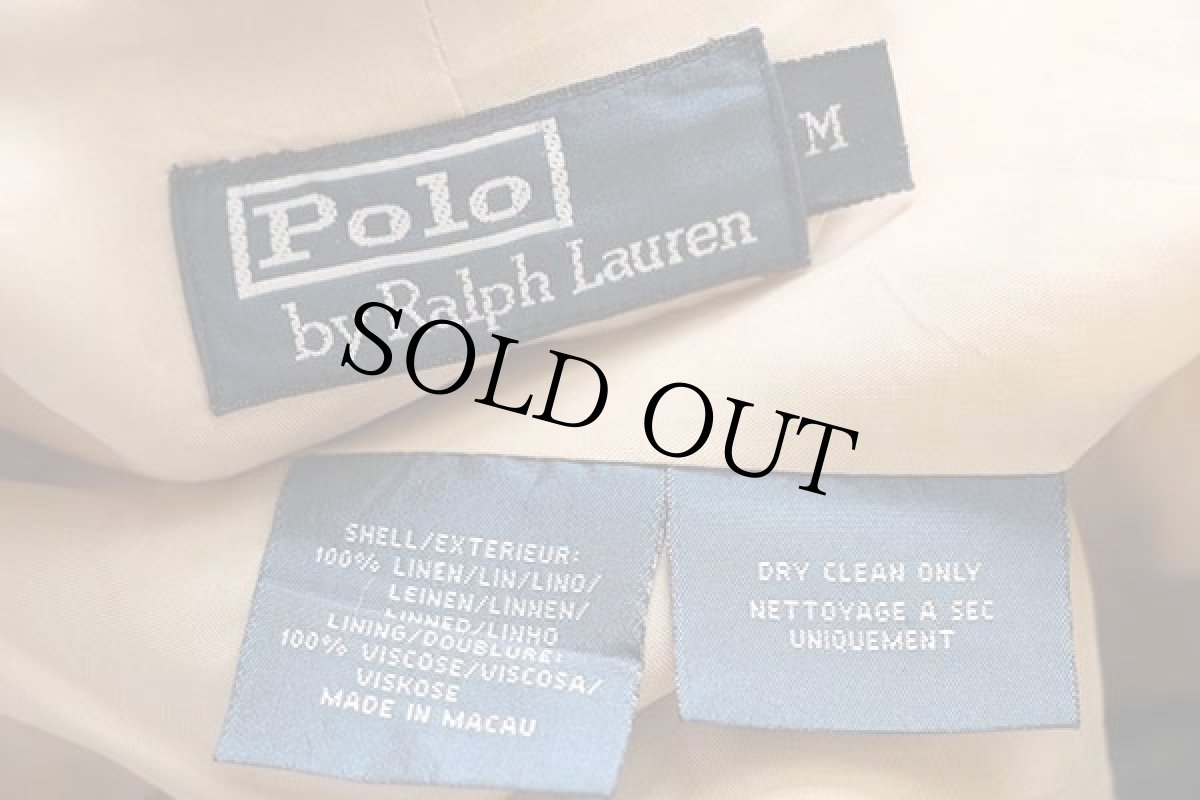 Polo
by Ralph Lauren
M
SOLD OUT
SHELL/EXTERIEUR:
100% LINEN/LIN/LINO/
LEINEN/LINNEN/
LINNED/LINHO
LINING/DOUBLURE:
100% VISCOSE/VISCOSA/
VISKOSE
MADE IN MACAU
DRY CLEAN ONLY
NETTOYAGE A SEC
UNIQUEMENT